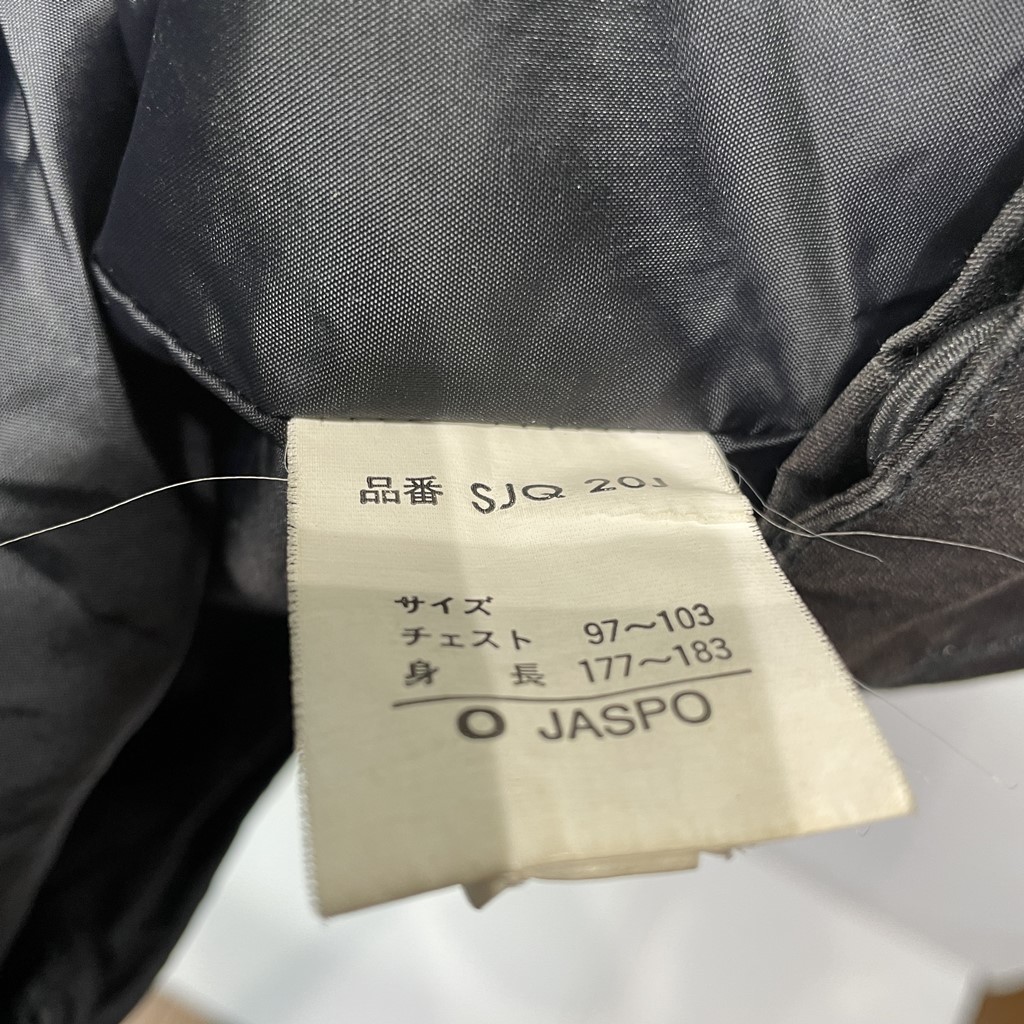 品番 SJQ 201
サイズ
チェスト 97〜103
身 長 177〜183
O JASPO